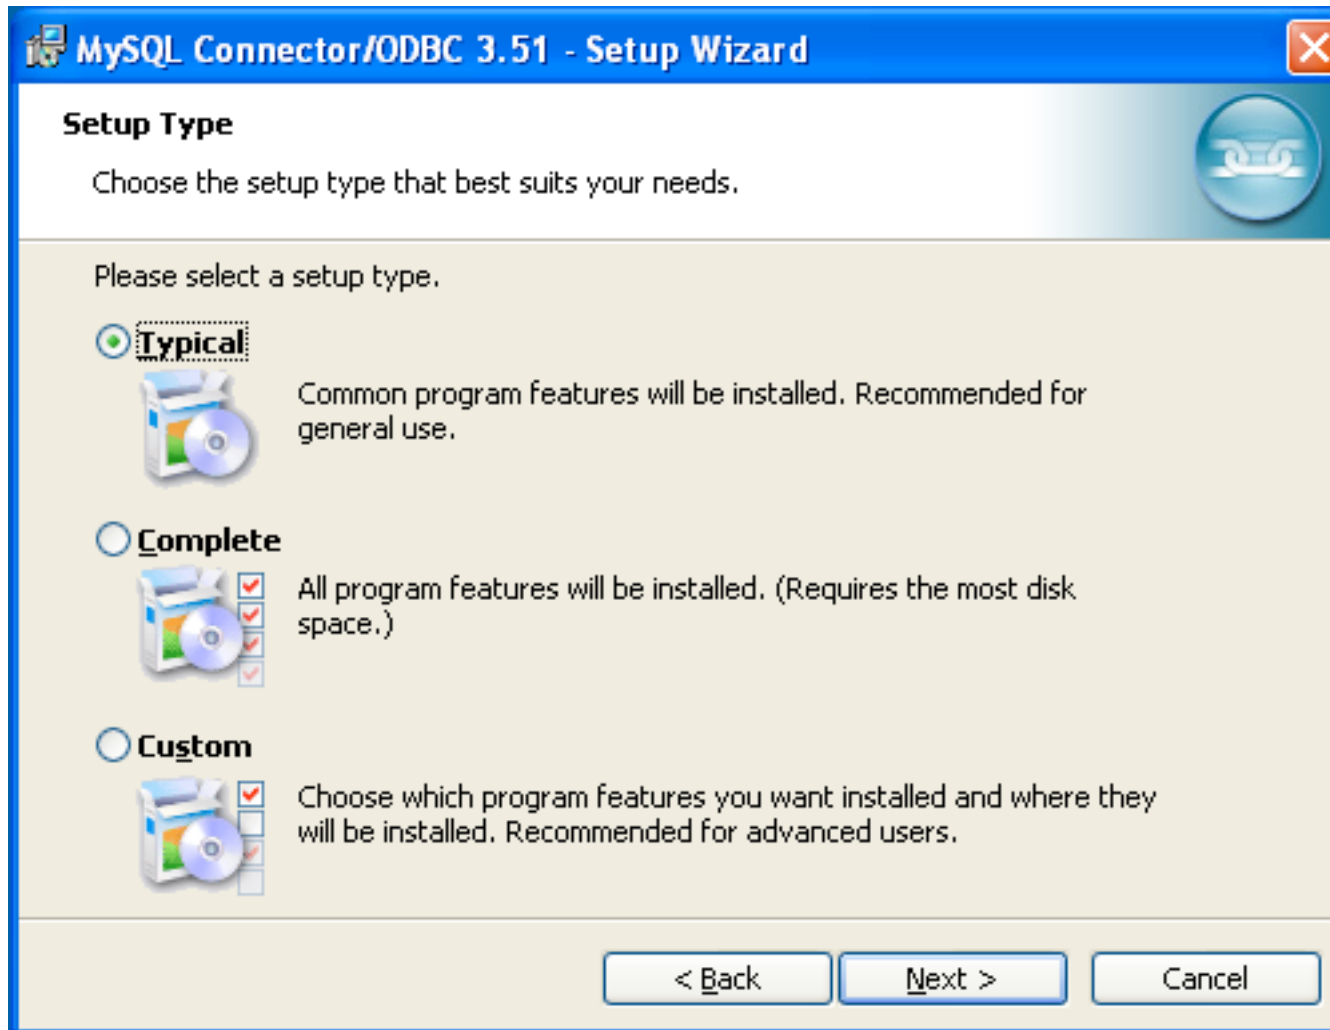 MySQL Connector/ODBC 3.51 - Setup Wizard
Setup Type
Choose the setup type that best suits your needs.
Please select a setup type.
Typical
Common program features will be installed. Recommended for
general use.
Complete
All program features will be installed. (Requires the most disk
space.)
Custom
Choose which program features you want installed and where they
will be installed. Recommended for advanced users.
< Back
Next >
Cancel